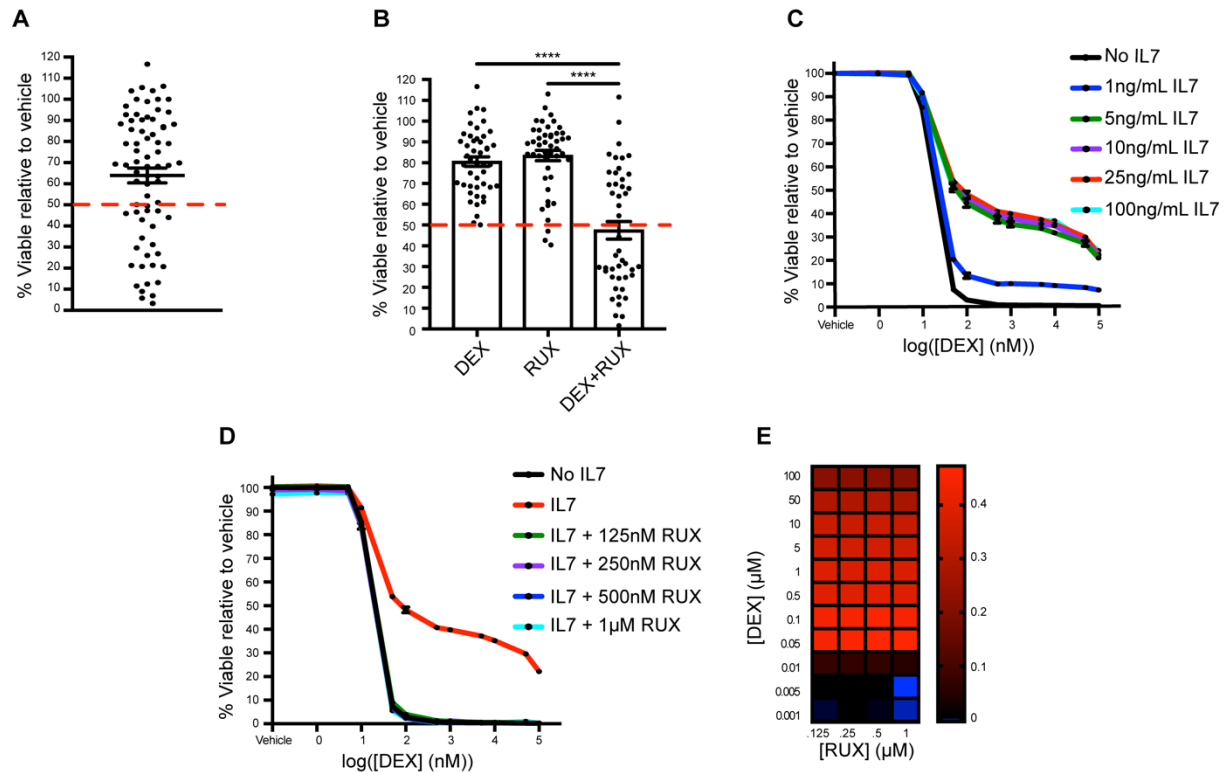 A
% Viable relative to vehicle
120
110
100
90
80
70
60
50
40
30
20
10
0
B
****
****
% Viable relative to vehicle
120
110
100
90
80
70
60
50
40
30
20
10
0
DEX
RUX
DEX+RUX
C
% Viable relative to vehicle
100
90
80
70
60
50
40
30
20
10
0
Vehicle 0 1 2 3 4 5
log([DEX] (nM))
No IL7
1ng/mL IL7
5ng/mL IL7
10ng/mL IL7
25ng/mL IL7
100ng/mL IL7
D
% Viable relative to vehicle
100
90
80
70
60
50
40
30
20
10
0
Vehicle 0 1 2 3 4 5
log([DEX] (nM))
No IL7
IL7
IL7 + 125nM RUX
IL7 + 250nM RUX
IL7 + 500nM RUX
IL7 + 1µM RUX
E
[DEX] (µM)
100
50
10
5
1
0.5
0.1
0.05
0.01
0.005
0.001
.125 .25 .5 1
[RUX] (µM)
0.4
0.3
0.2
0.1
0